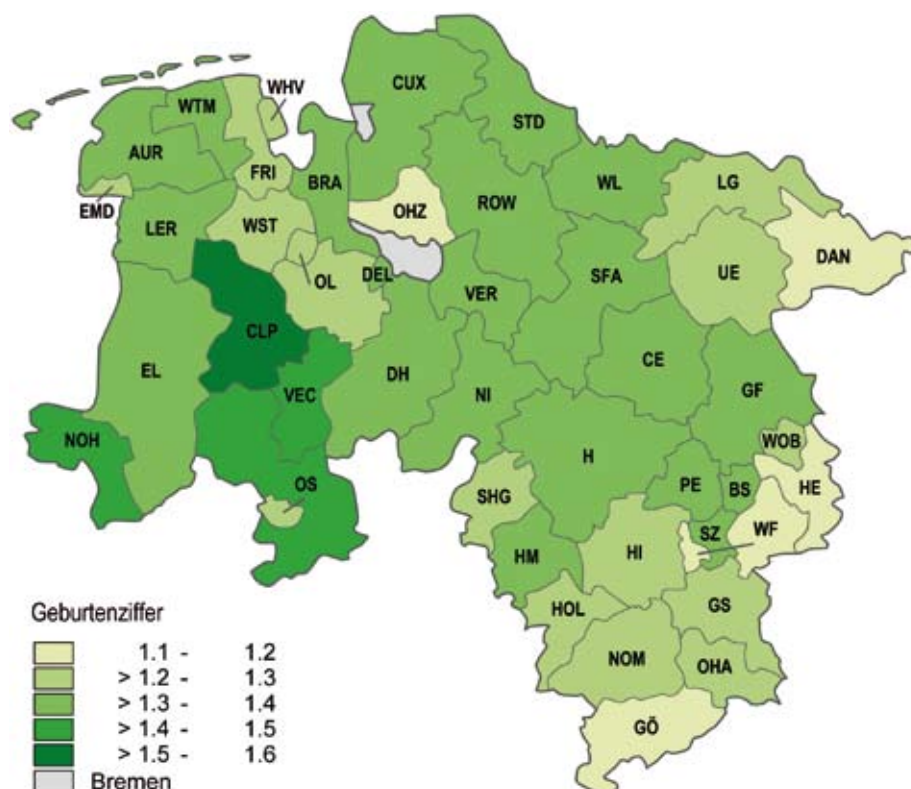 WHV
CUX
WTM
STD
AUR
FRI
BRA
WL
LG
EMD
OHZ
ROW
LER
WST
DAN
OL
DEL
SFA
UE
VER
CLP
CE
EL
DH
NI
GF
VEC
NOH
WOB
H
HE
PE
BS
OS
SHG
SZ
WF
HM
HI
HOL
GS
NOM
OHA
GÖ
Geburtenziffer
1.1 - 1.2
> 1.2 - 1.3
> 1.3 - 1.4
> 1.4 - 1.5
> 1.5 - 1.6
Bremen